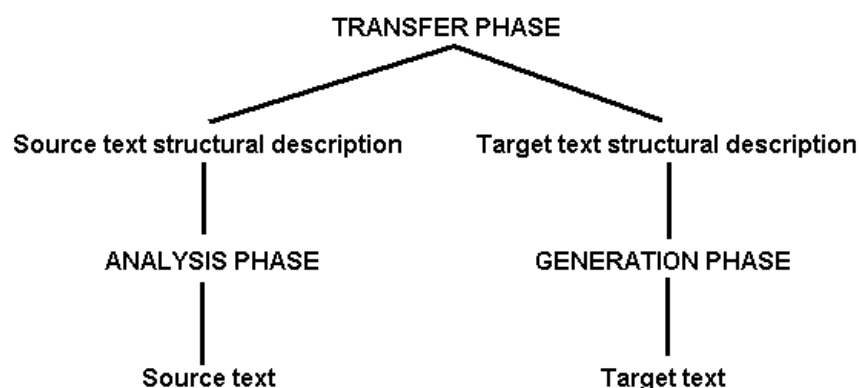 TRANSFER PHASE
Source text structural description
Target text structural description
ANALYSIS PHASE
GENERATION PHASE
Source text
Target text